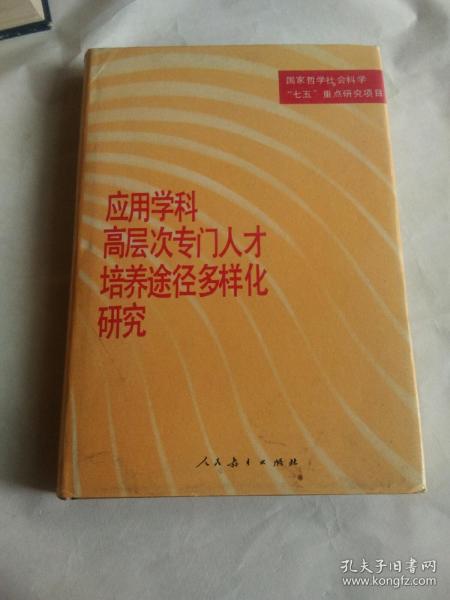 国家哲学社会科学
“七五”重点研究项目
应用学科
高层次专门人才
培养途径多样化
研究
人民教育出版社
孔夫子旧书网
www.kongfz.com